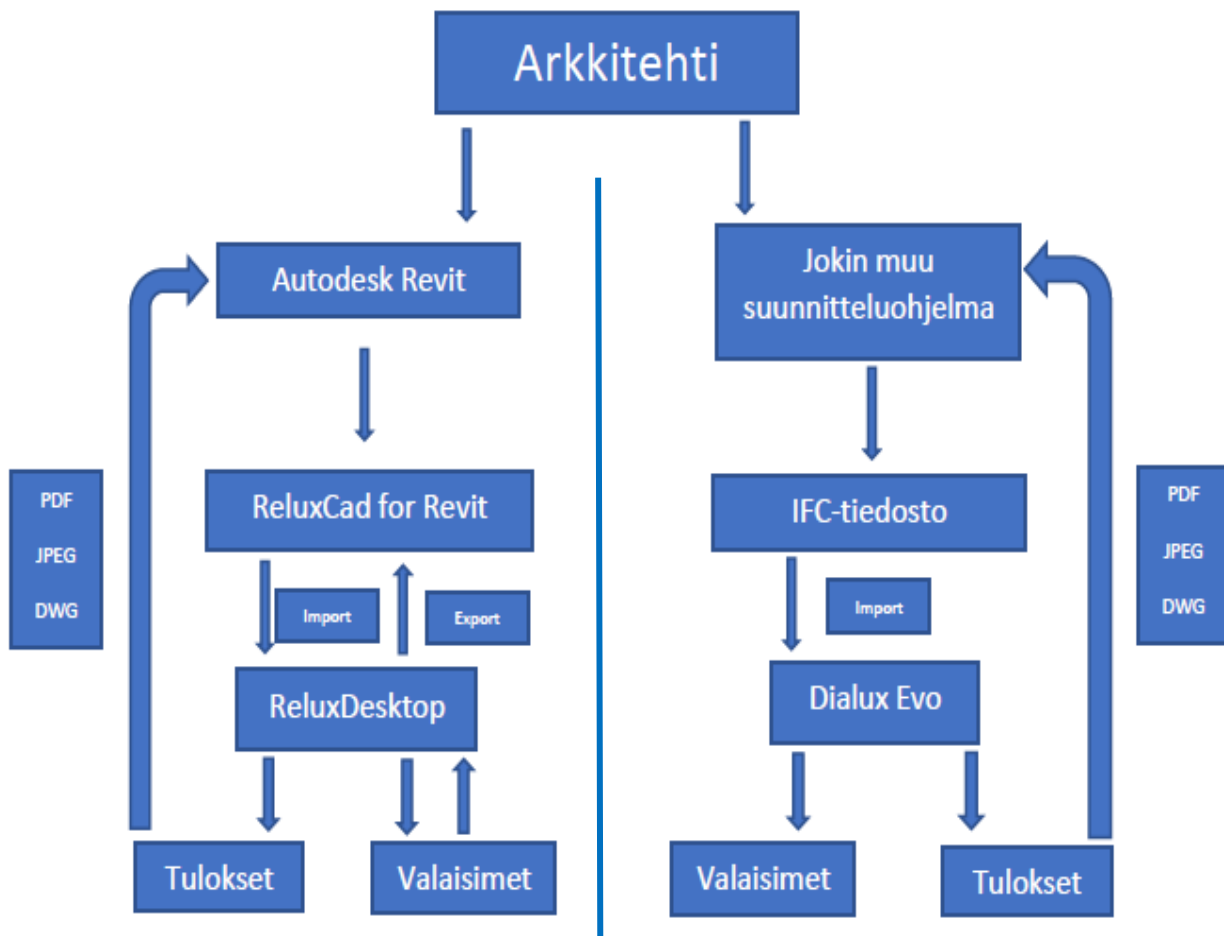 Arkkitehti
Autodesk Revit
ReluxCad for Revit
Import
Export
ReluxDesktop
Tulokset
Valaisimet
PDF
JPEG
DWG
Jokin muu
suunnitteluohjelma
IFC-tiedosto
Import
Dialux Evo
Valaisimet
Tulokset
PDF
JPEG
DWG